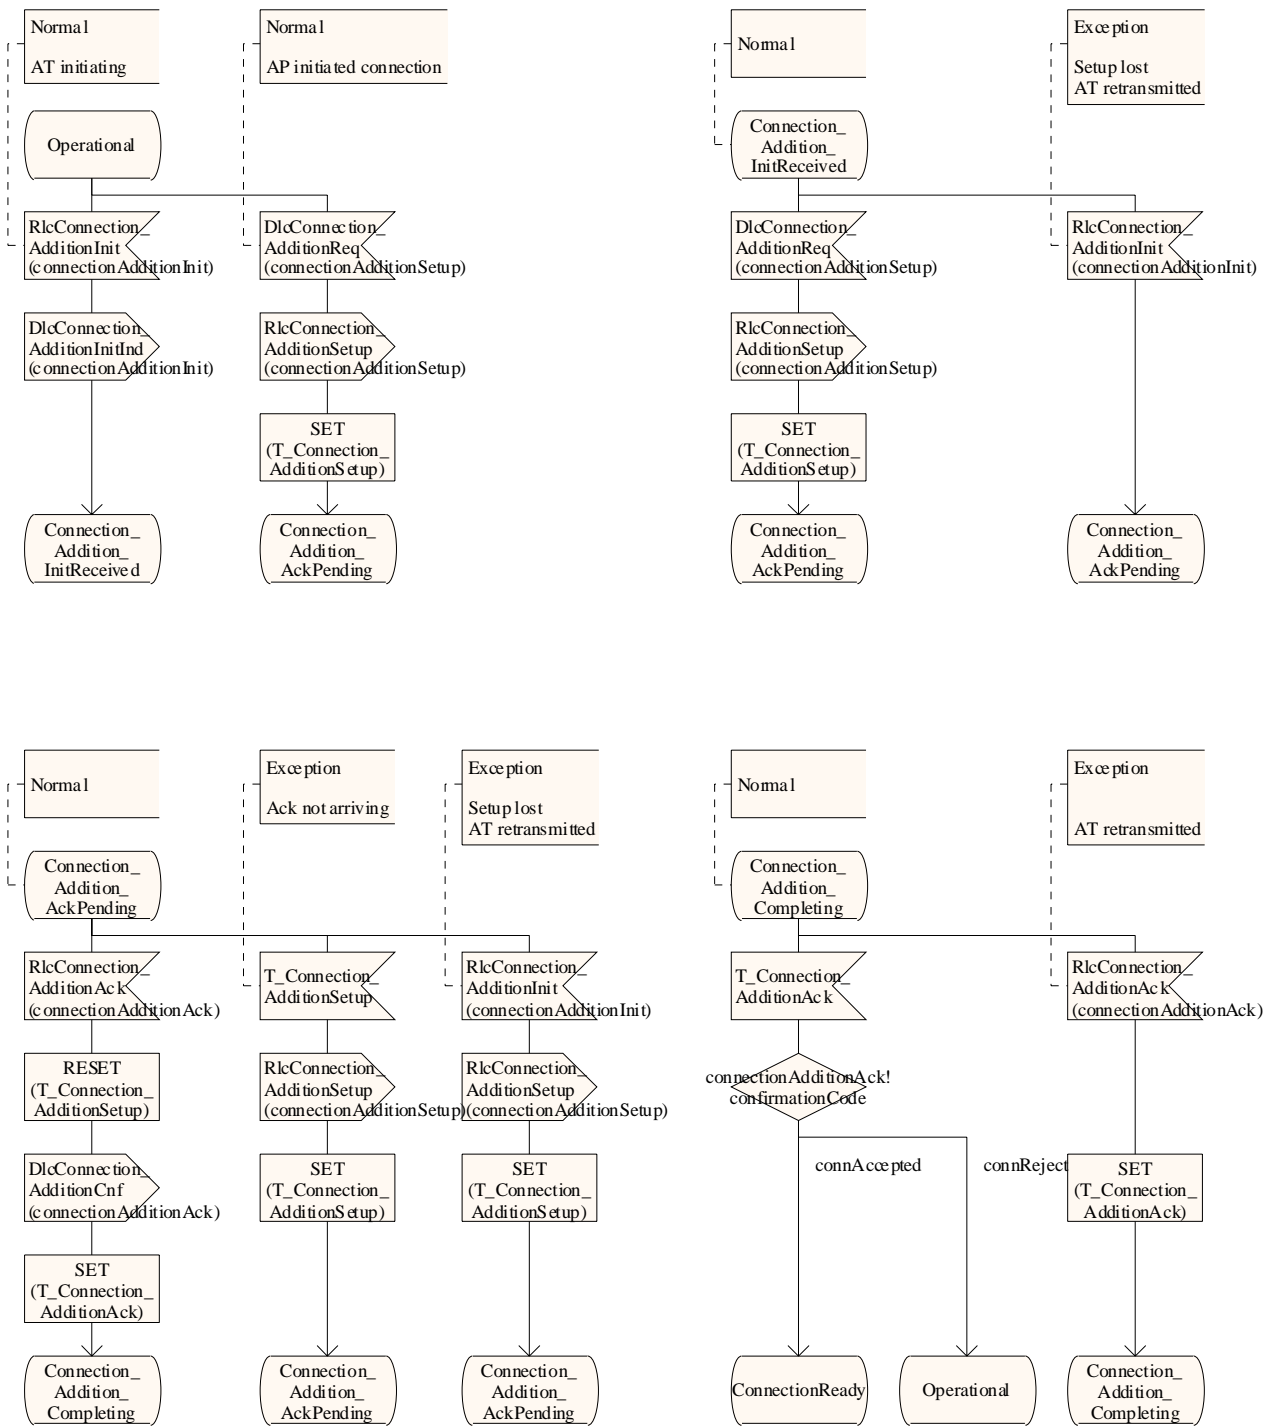 Normal
AT initiating
Normal
AP initiated connection
Operational
RlcConnection_
AdditionInit
(connectionAdditionInit)
DlcConnection_
AdditionReq
(connectionAdditionSetup)
DlcConnection_
AdditionInitInd
(connectionAdditionInit)
RlcConnection_
AdditionSetup
(connectionAdditionSetup)
SET
(T_Connection_
AdditionSetup)
Connection_
Addition_
InitReceived
Connection_
Addition_
AckPending
Normal
Exception
Setup lost
AT retransmitted
Connection_
Addition_
InitReceived
DlcConnection_
AdditionReq
(connectionAdditionSetup)
RlcConnection_
AdditionInit
(connectionAdditionInit)
RlcConnection_
AdditionSetup
(connectionAdditionSetup)
SET
(T_Connection_
AdditionSetup)
Connection_
Addition_
AckPending
Connection_
Addition_
AckPending
Normal
Exception
Ack not arriving
Exception
Setup lost
AT retransmitted
Connection_
Addition_
AckPending
RlcConnection_
AdditionAck
(connectionAdditionAck)
T_Connection_
AdditionSetup
RlcConnection_
AdditionInit
(connectionAdditionInit)
RESET
(T_Connection_
AdditionSetup)
RlcConnection_
AdditionSetup
(connectionAdditionSetup)
RlcConnection_
AdditionSetup
(connectionAdditionSetup)
DlcConnection_
AdditionCnf
(connectionAdditionAck)
SET
(T_Connection_
AdditionSetup)
SET
(T_Connection_
AdditionSetup)
SET
(T_Connection_
AdditionAck)
Connection_
Addition_
Completing
Connection_
Addition_
AckPending
Connection_
Addition_
AckPending
Normal
Exception
AT retransmitted
Connection_
Addition_
Completing
T_Connection_
AdditionAck
RlcConnection_
AdditionAck
(connectionAdditionAck)
connectionAdditionAck!
confirmationCode
connAccepted
connReject
SET
(T_Connection_
AdditionAck)
ConnectionReady
Operational
Connection_
Addition_
Completing